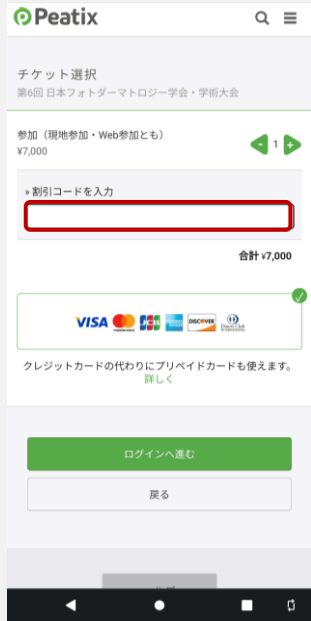 Peatix
チケット選択
第6回 日本フォトダーマトロジー学会・学術大会
参加（現地参加・Web参加とも）
¥7,000
- 1 +
» 割引コードを入力
合計 ¥7,000
VISA mastercard JCB DISCOVER Diners Club INTERNATIONAL
クレジットカードの代わりにプリペイドカードも使えます。
詳しく
ログインへ進む
戻る